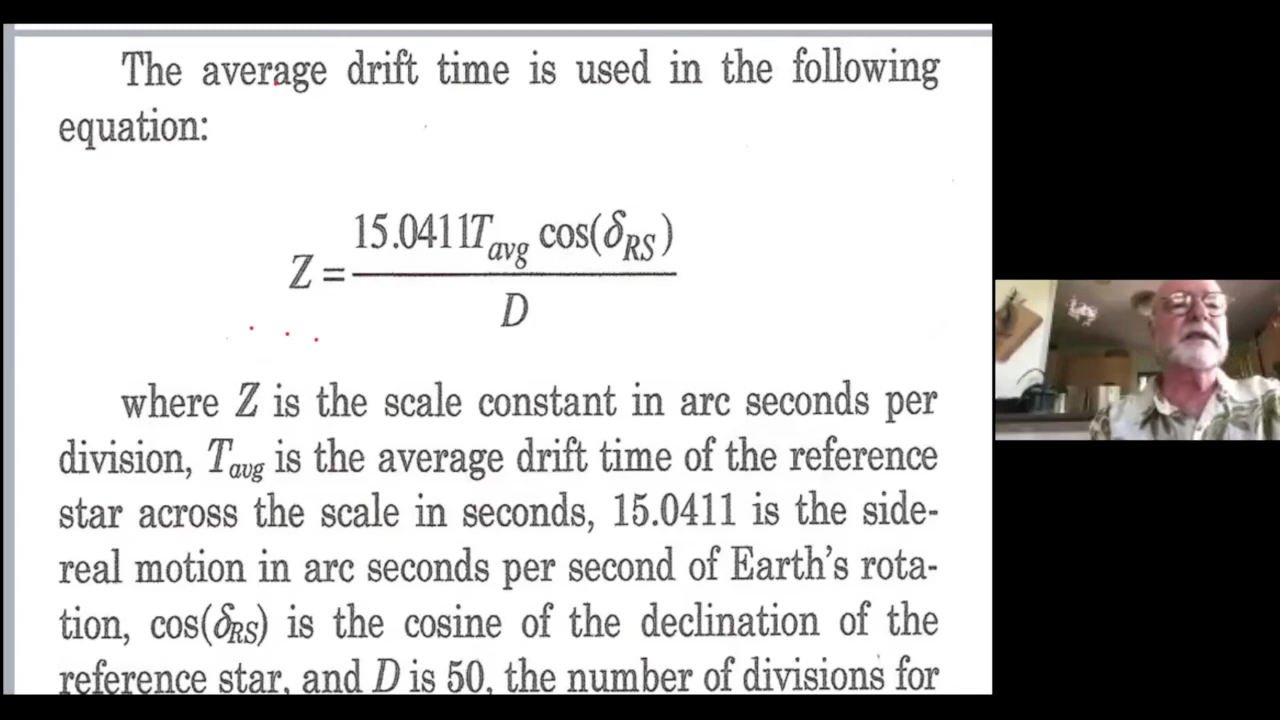 The average drift time is used in the following
equation:
Z = 15.0411T_avg cos(δ_RS) / D
where Z is the scale constant in arc seconds per
division, T_avg is the average drift time of the reference
star across the scale in seconds, 15.0411 is the side-
real motion in arc seconds per second of Earth's rota-
tion, cos(δ_RS) is the cosine of the declination of the
reference star, and D is 50, the number of divisions for